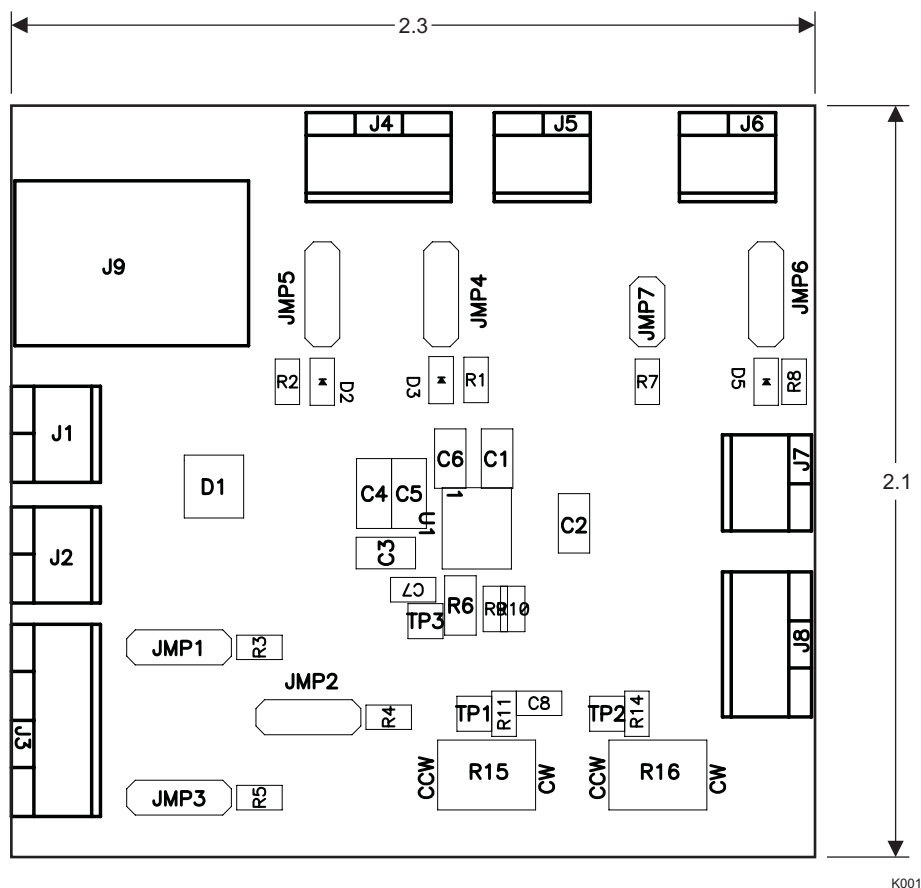 2.3
J4
J5
J6
J9
JMP5
JMP4
JMP7
JMP6
R2
D2
D3
R1
R7
D5
R8
J1
D1
C4
C5
C6
C1
1
U1
C2
J7
2.1
J2
C3
C7
TP3
R6
R9
R10
J8
JMP1
R3
JMP2
R4
TP1
R11
C8
TP2
R14
J3
JMP3
R5
CCW
R15
CW
CCW
R16
CW
K001